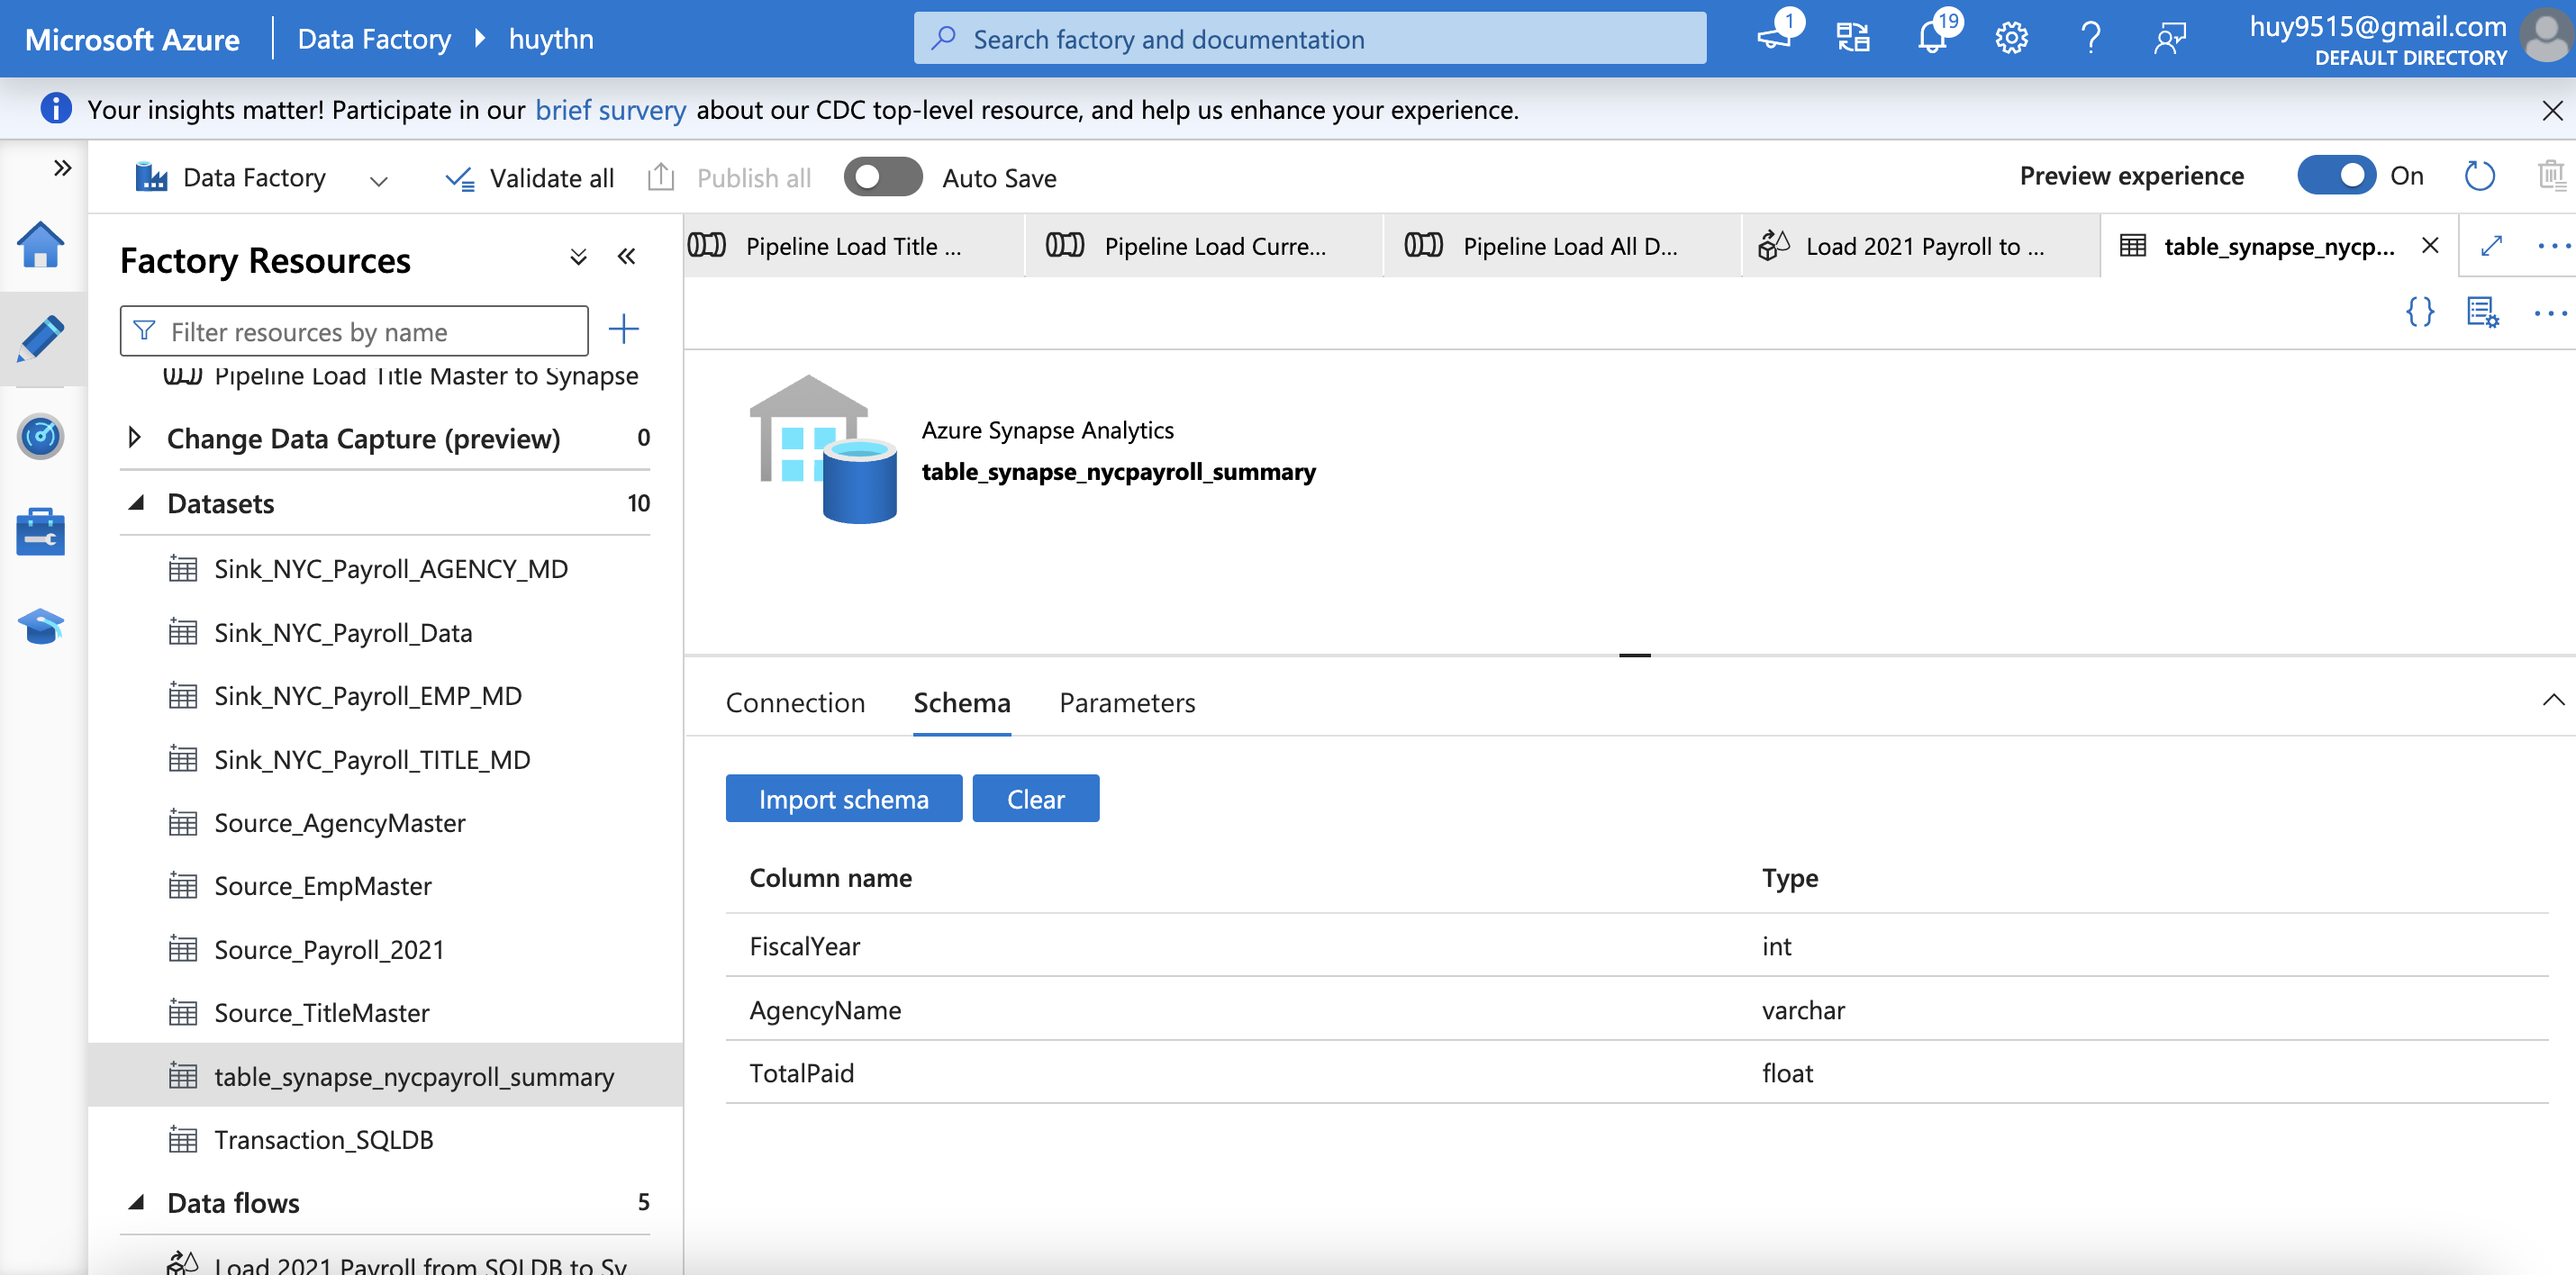 Microsoft Azure
Data Factory
huythn
Search factory and documentation
1
19
huy9515@gmail.com
DEFAULT DIRECTORY
Your insights matter! Participate in our brief survery about our CDC top-level resource, and help us enhance your experience.
Data Factory
Validate all
Publish all
Auto Save
Preview experience
On
Factory Resources
Filter resources by name
Pipeline Load Title Master to Synapse
Change Data Capture (preview) 0
Datasets 10
Sink_NYC_Payroll_AGENCY_MD
Sink_NYC_Payroll_Data
Sink_NYC_Payroll_EMP_MD
Sink_NYC_Payroll_TITLE_MD
Source_AgencyMaster
Source_EmpMaster
Source_Payroll_2021
Source_TitleMaster
table_synapse_nycpayroll_summary
Transaction_SQLDB
Data flows 5
Load 2021 Payroll from SQLDB to Sy
Pipeline Load Title ...
Pipeline Load Curre...
Pipeline Load All D...
Load 2021 Payroll to ...
table_synapse_nycp...
Azure Synapse Analytics
table_synapse_nycpayroll_summary
Connection
Schema
Parameters
Import schema
Clear
Column name Type
FiscalYear int
AgencyName varchar
TotalPaid float